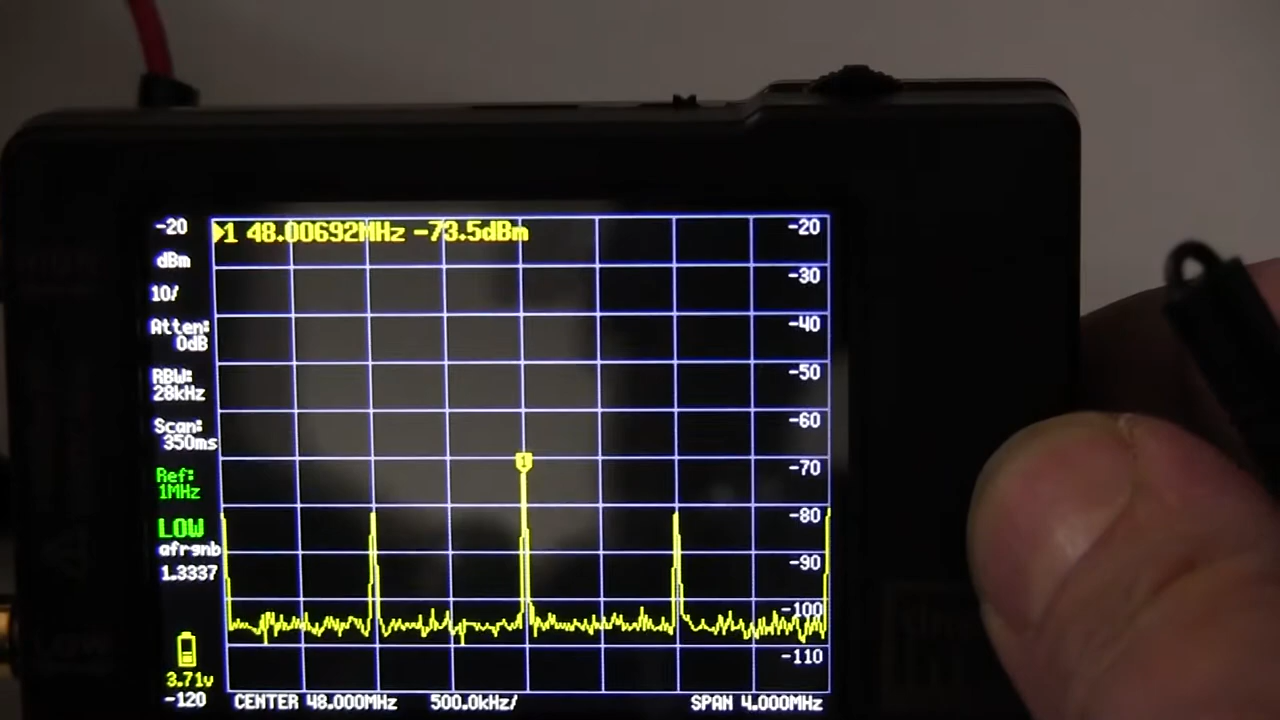 -20
dBm
10/
Atten:
0dB
RBW:
28kHz
Scan:
350ms
Ref:
1MHz
LOW
afrgnb
1.3337
3.71v
-120
1 48.00692MHz -73.5dBm
1
-20
-30
-40
-50
-60
-70
-80
-90
-100
-110
CENTER 48.000MHz 500.0kHz/ SPAN 4.000MHz